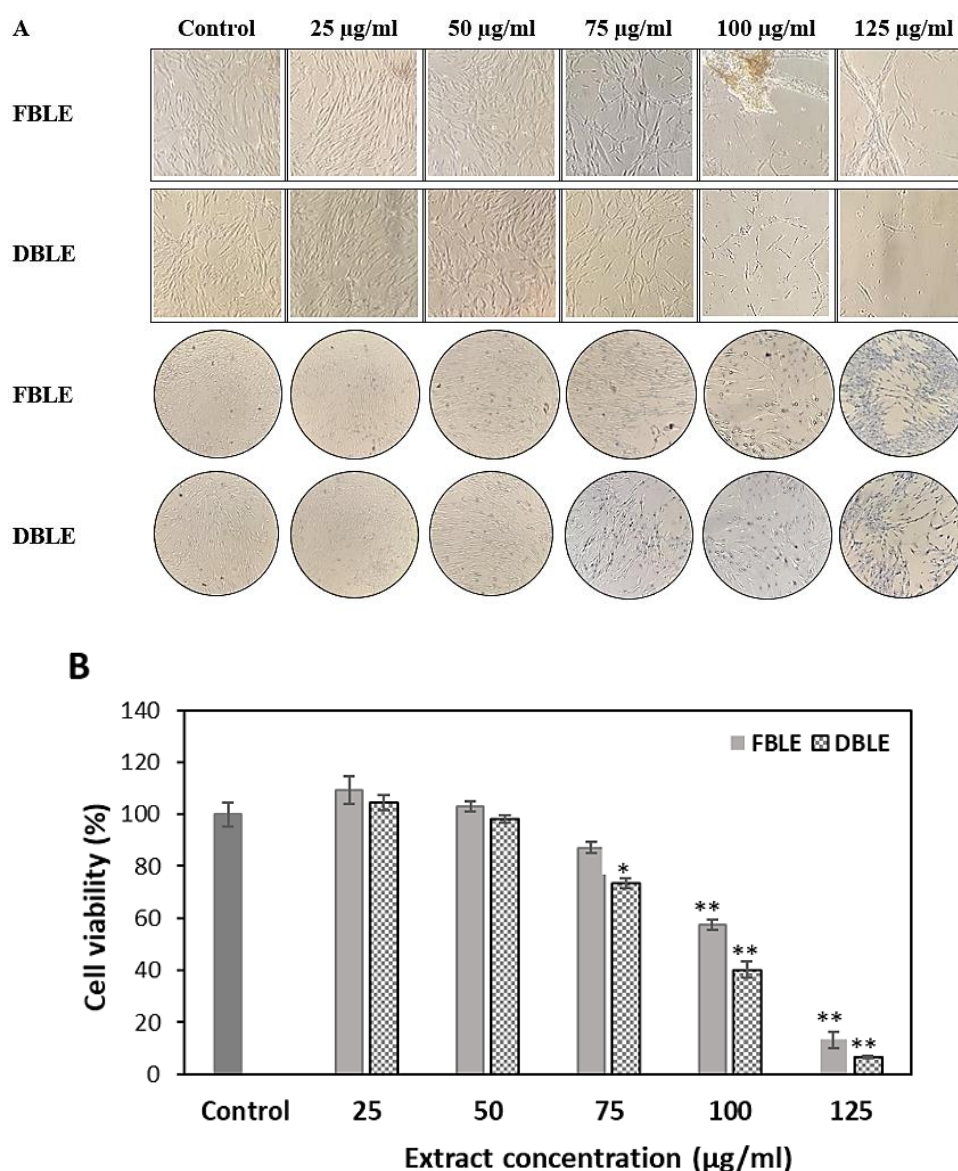 A Control 25 μg/ml 50 μg/ml 75 μg/ml 100 μg/ml 125 μg/ml
FBLE
DBLE
FBLE
DBLE
B
Cell viability (%)
140
120
100
80
60
40
20
0
FBLE DBLE
*
**
**
**
**
Control 25 50 75 100 125
Extract concentration (μg/ml)